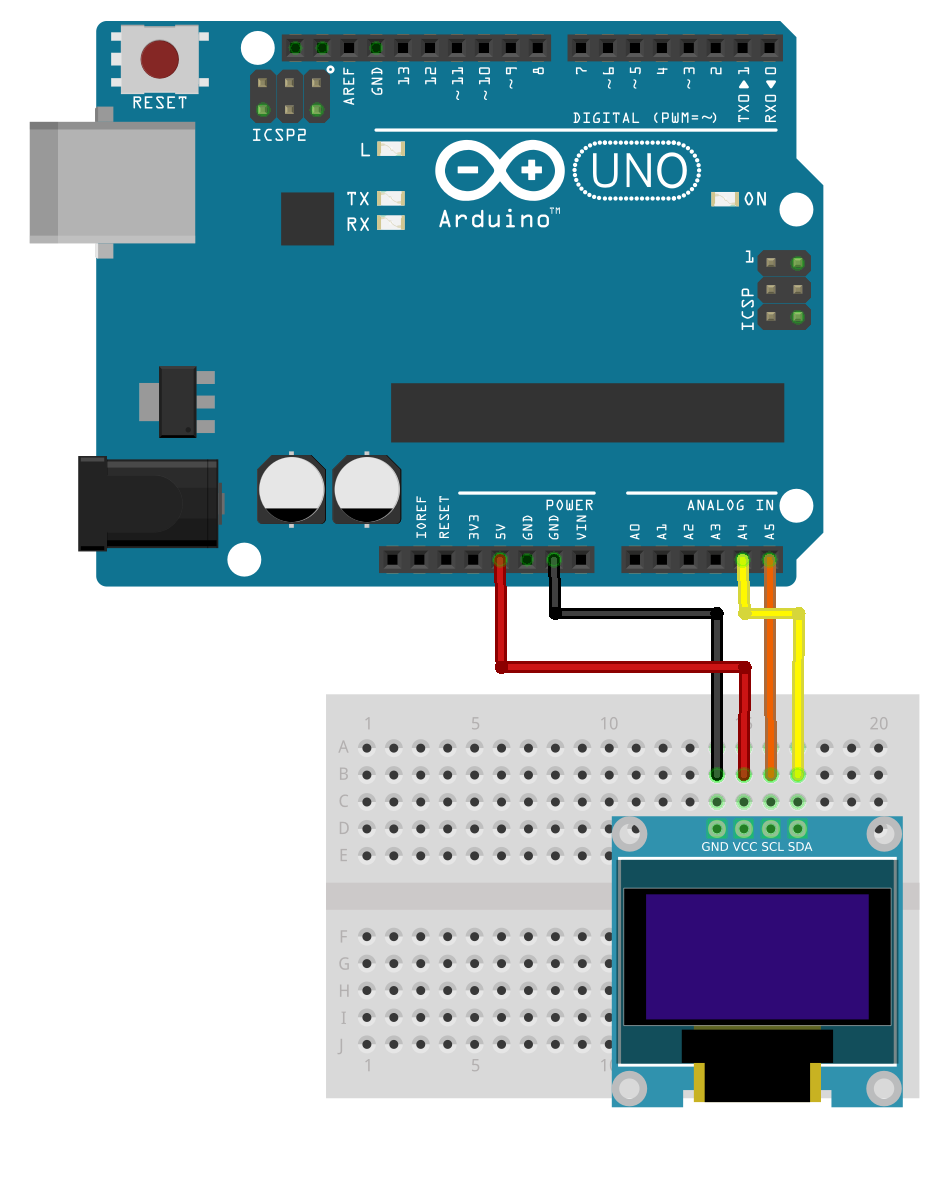 RESET
ICSP2
AREF
GND
13
12
~11
~10
~9
8
7
~6
~5
4
~3
2
TX0▶1
RX0◀0
DIGITAL (PWM=~)
L
TX
RX
Arduino™
UNO
ON
1
ICSP
POWER
ANALOG IN
IOREF
RESET
3V3
5V
GND
GND
VIN
A0
A1
A2
A3
A4
A5
1 5 10 20
A
B
C
D
E
GND VCC SCL SDA
F
G
H
I
J
1 5